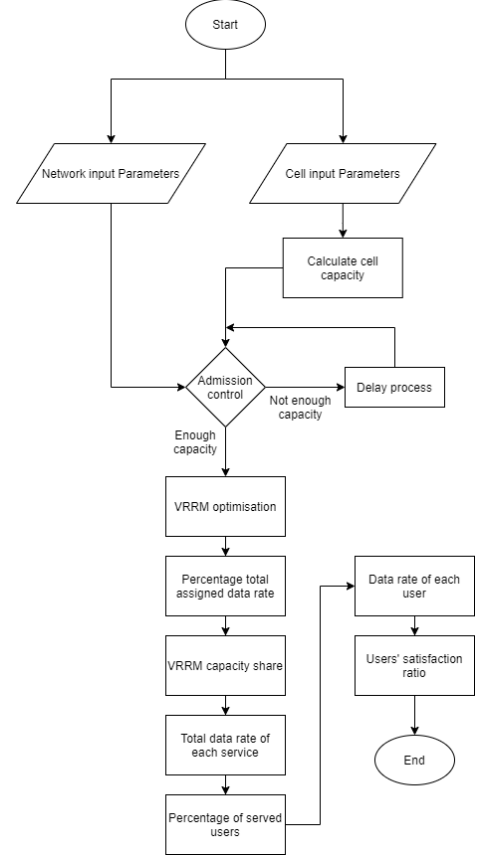 Start
Network input Parameters
Cell input Parameters
Calculate cell
capacity
Admission
control
Not enough
capacity
Delay process
Enough
capacity
VRRM optimisation
Percentage total
assigned data rate
VRRM capacity share
Total data rate of
each service
Percentage of served
users
Data rate of each
user
Users' satisfaction
ratio
End